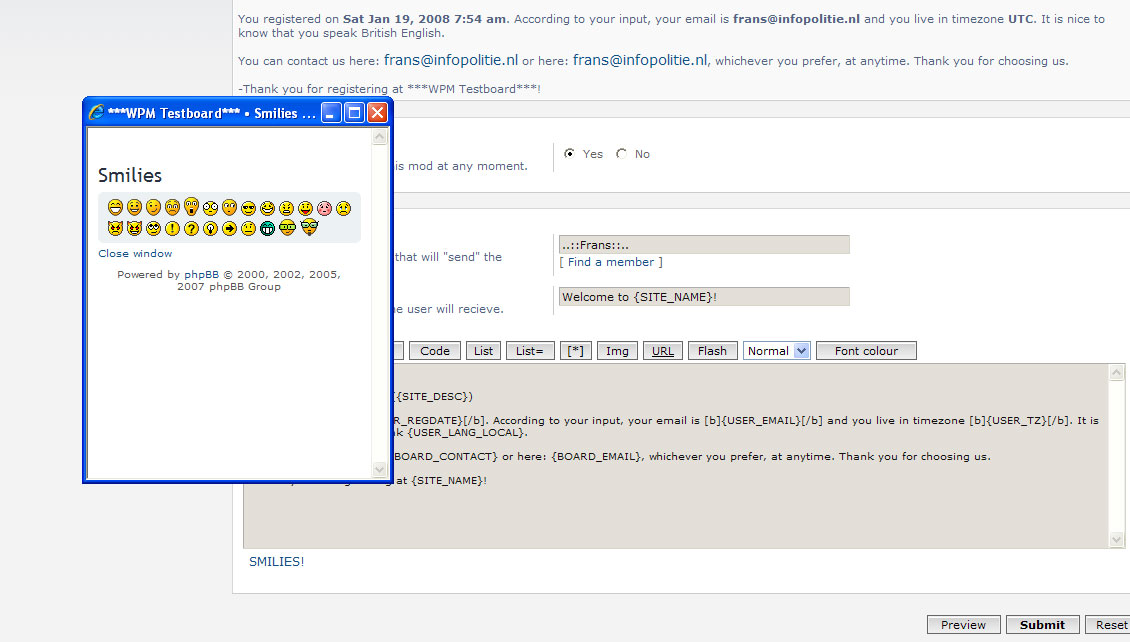 You registered on Sat Jan 19, 2008 7:54 am. According to your input, your email is frans@infopolitie.nl and you live in timezone UTC. It is nice to
know that you speak British English.
You can contact us here: frans@infopolitie.nl or here: frans@infopolitie.nl, whichever you prefer, at anytime. Thank you for choosing us.
-Thank you for registering at ***WPM Testboard***!
***WPM Testboard*** • Smilies ...
Smilies
Close window
Powered by phpBB © 2000, 2002, 2005,
2007 phpBB Group
is mod at any moment.
Yes No
that will "send" the
..::Frans::..
[ Find a member ]
e user will recieve.
Welcome to {SITE_NAME}!
Code List List= [*] Img URL Flash Normal Font colour
{SITE_DESC})
R_REGDATE}[/b]. According to your input, your email is [b]{USER_EMAIL}[/b] and you live in timezone [b]{USER_TZ}[/b]. It is
k {USER_LANG_LOCAL}.
BOARD_CONTACT} or here: {BOARD_EMAIL}, whichever you prefer, at anytime. Thank you for choosing us.
at {SITE_NAME}!
SMILIES!
Preview Submit Reset